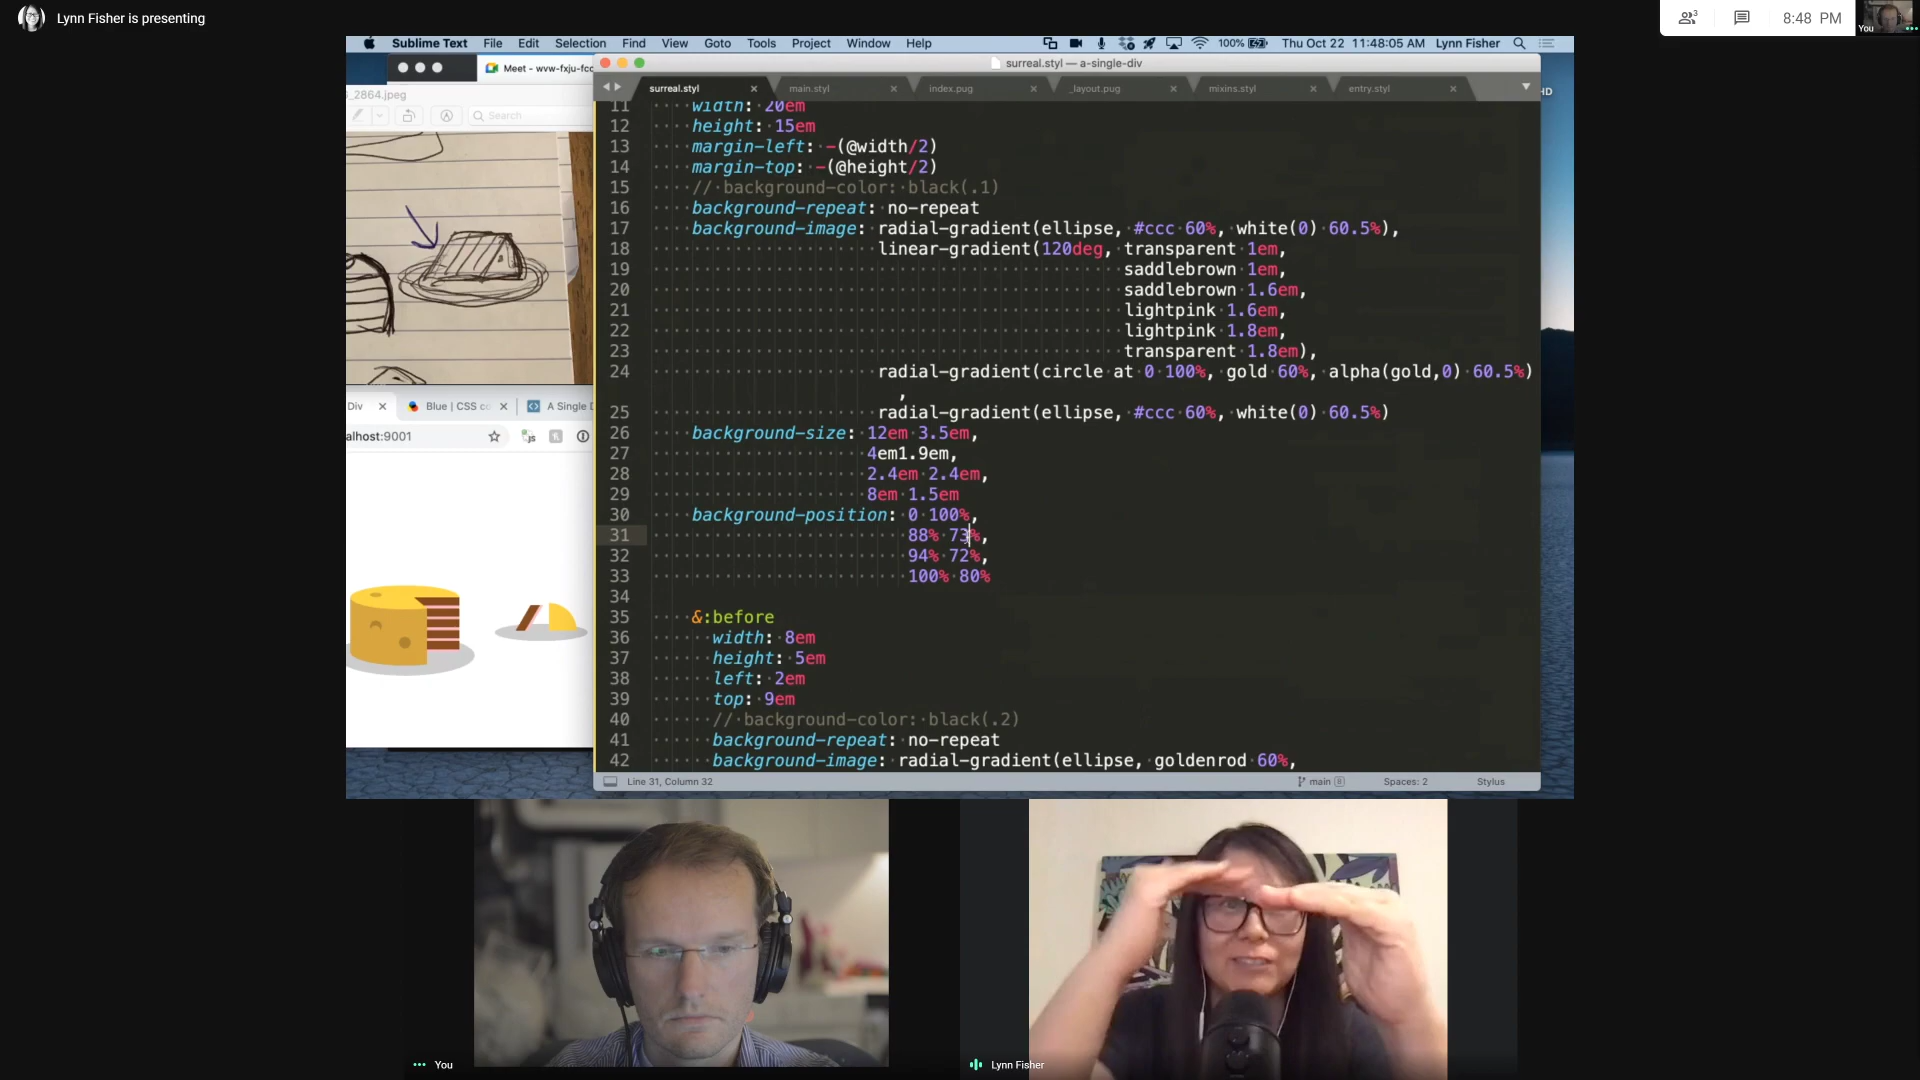 Lynn Fisher is presenting
3
8:48 PM
You
Sublime Text File Edit Selection Find View Goto Tools Project Window Help
100% Thu Oct 22 11:48:05 AM Lynn Fisher
Meet - wvw-fxju-fcc
surreal.styl — a-single-div
_2864.jpeg
Search
surreal.styl main.styl index.pug _layout.pug mixins.styl entry.styl
HD
11 width: 20em
12 height: 15em
13 margin-left: -(@width/2)
14 margin-top: -(@height/2)
15 // background-color: black(.1)
16 background-repeat: no-repeat
17 background-image: radial-gradient(ellipse, #ccc 60%, white(0) 60.5%),
18 linear-gradient(120deg, transparent 1em,
19 saddlebrown 1em,
20 saddlebrown 1.6em,
21 lightpink 1.6em,
22 lightpink 1.8em,
23 transparent 1.8em),
24 radial-gradient(circle at 0 100%, gold 60%, alpha(gold,0) 60.5%)
,
25 radial-gradient(ellipse, #ccc 60%, white(0) 60.5%)
26 background-size: 12em 3.5em,
27 4em1.9em,
28 2.4em 2.4em,
29 8em 1.5em
30 background-position: 0 100%,
31 88% 73%,
32 94% 72%,
33 100% 80%
34
35 &:before
36 width: 8em
37 height: 5em
38 left: 2em
39 top: 9em
40 // background-color: black(.2)
41 background-repeat: no-repeat
42 background-image: radial-gradient(ellipse, goldenrod 60%,
Div Blue | CSS co A Single D
alhost:9001
Line 31, Column 32 main 8 Spaces: 2 Stylus
You
Lynn Fisher